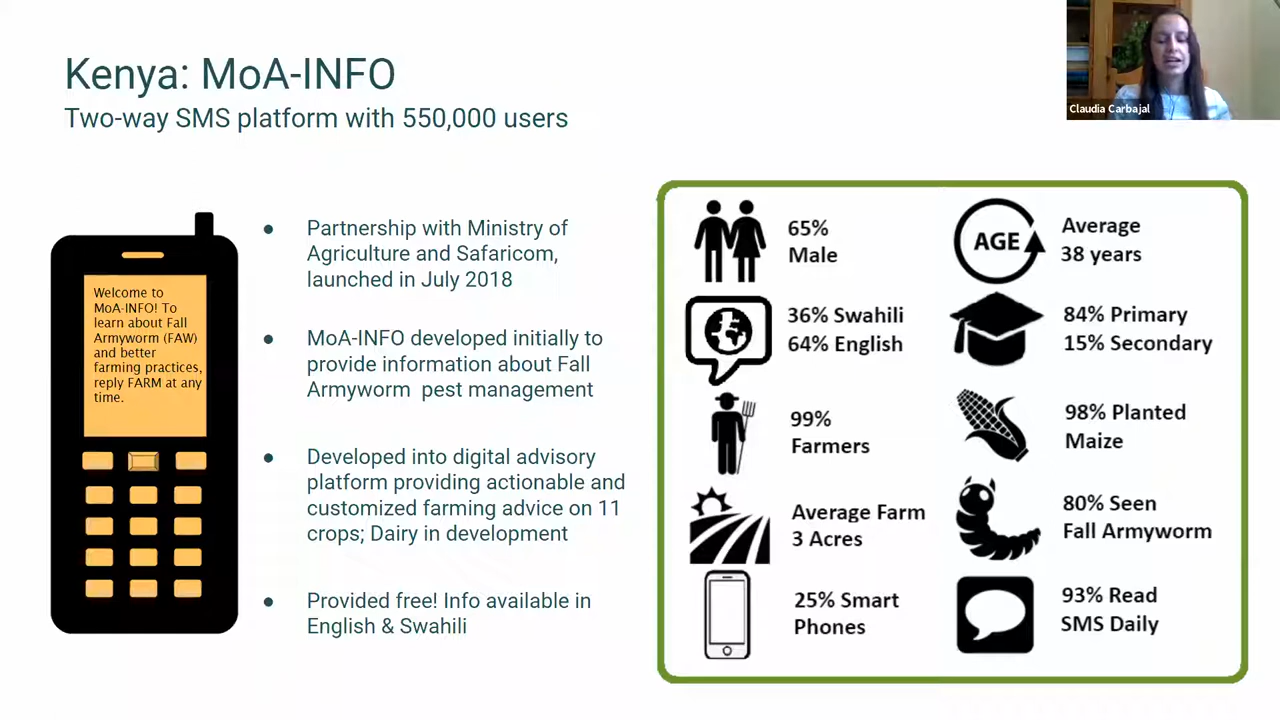 Kenya: MoA-INFO
Two-way SMS platform with 550,000 users
Claudia Carbajal
Welcome to
MoA-INFO! To
learn about Fall
Armyworm (FAW)
and better
farming practices,
reply FARM at any
time.
● Partnership with Ministry of
Agriculture and Safaricom,
launched in July 2018
● MoA-INFO developed initially to
provide information about Fall
Armyworm pest management
● Developed into digital advisory
platform providing actionable and
customized farming advice on 11
crops; Dairy in development
● Provided free! Info available in
English & Swahili
65%
Male
AGE
Average
38 years
36% Swahili
64% English
84% Primary
15% Secondary
99%
Farmers
98% Planted
Maize
Average Farm
3 Acres
80% Seen
Fall Armyworm
25% Smart
Phones
93% Read
SMS Daily